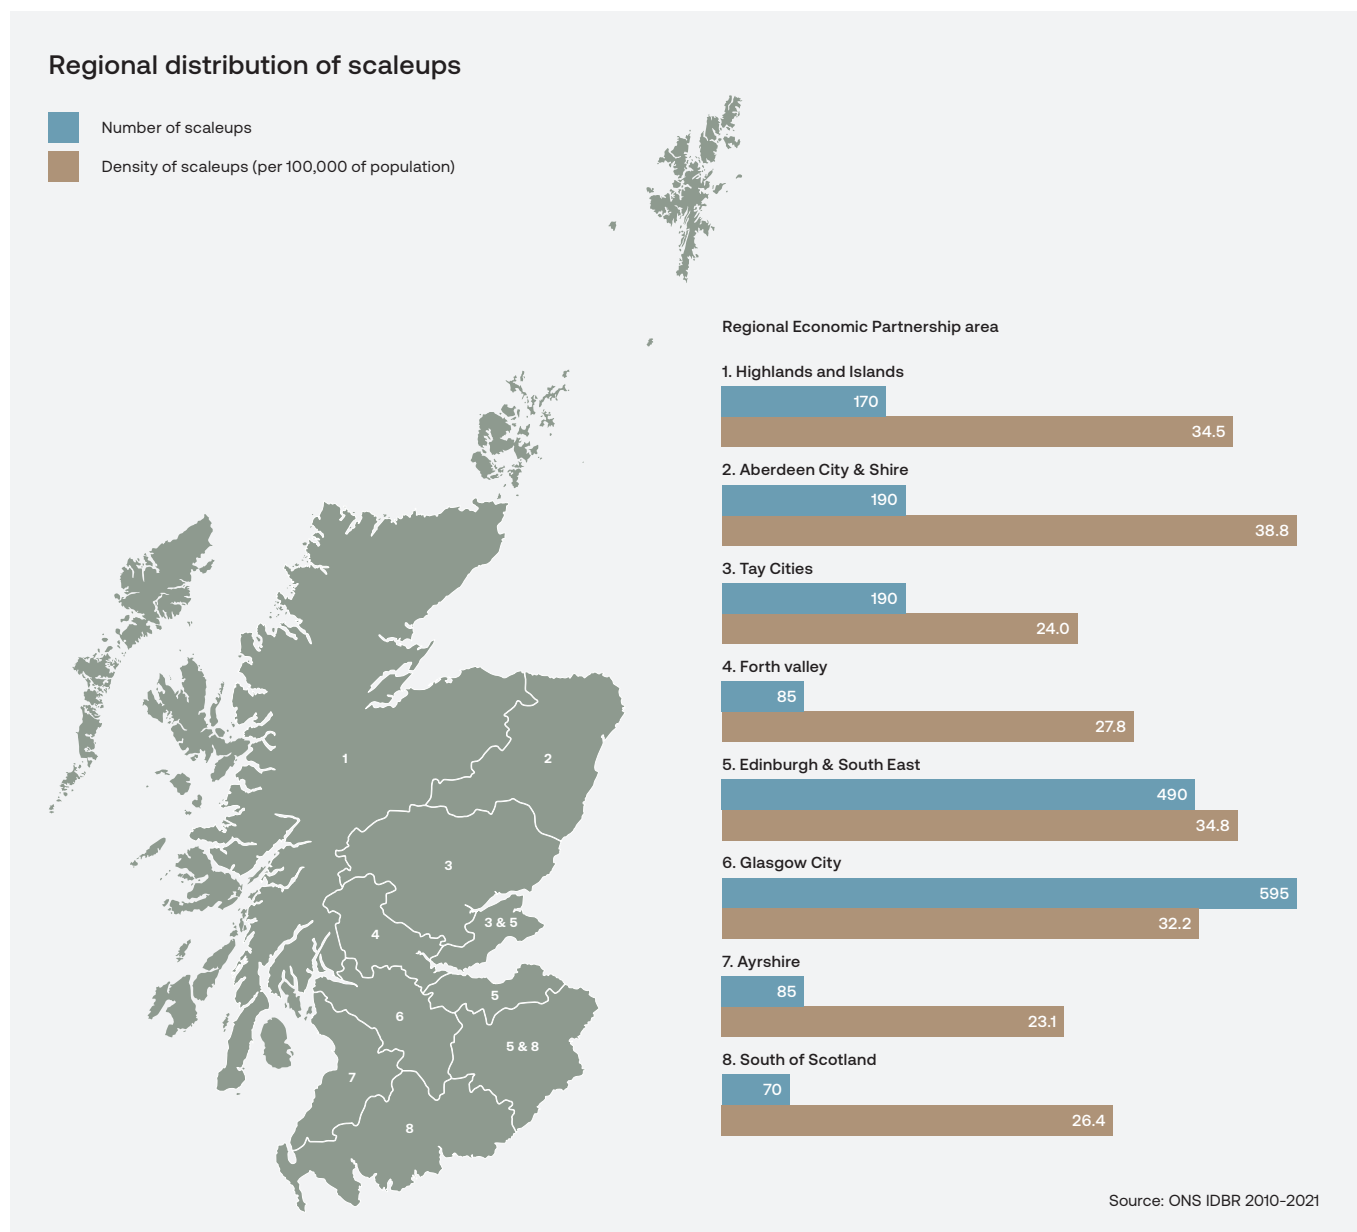 Regional distribution of scaleups
Number of scaleups
Density of scaleups (per 100,000 of population)
Regional Economic Partnership area
1. Highlands and Islands
170
34.5
2. Aberdeen City & Shire
190
38.8
3. Tay Cities
190
24.0
4. Forth valley
85
27.8
5. Edinburgh & South East
490
34.8
6. Glasgow City
595
32.2
7. Ayrshire
85
23.1
8. South of Scotland
70
26.4
1
2
3
3 & 5
4
5
6
5 & 8
7
8
Source: ONS IDBR 2010-2021